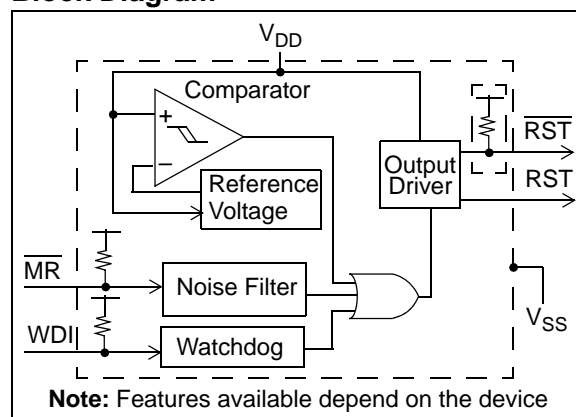 Block Diagram
VDD
Comparator
+
−
Reference
Voltage
Output
Driver
RST
RST
MR
Noise Filter
WDI
Watchdog
VSS
Note: Features available depend on the device